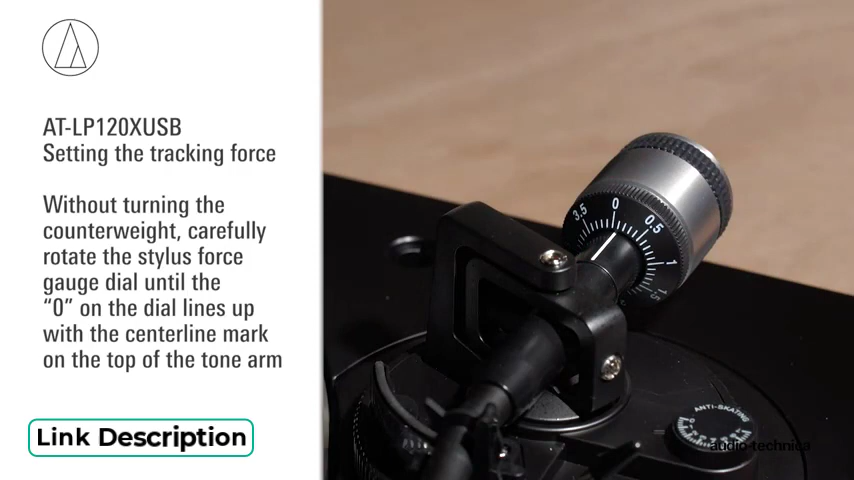 AT-LP120XUSB
Setting the tracking force
Without turning the
counterweight, carefully
rotate the stylus force
gauge dial until the
“0” on the dial lines up
with the centerline mark
on the top of the tone arm
Link Description
3.5 0 0.5 1 1.5
ANTI-SKATING
audio-technica